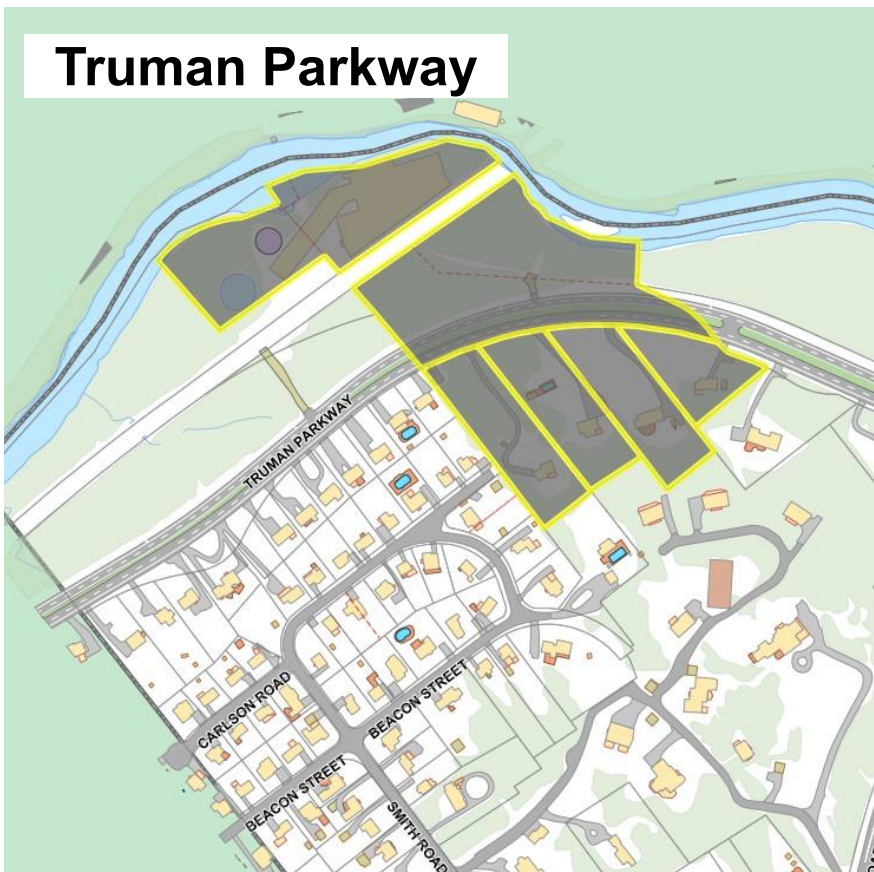 Truman Parkway
TRUMAN PARKWAY
CARLSON ROAD
BEACON STREET
BEACON STREET
SMITH ROAD